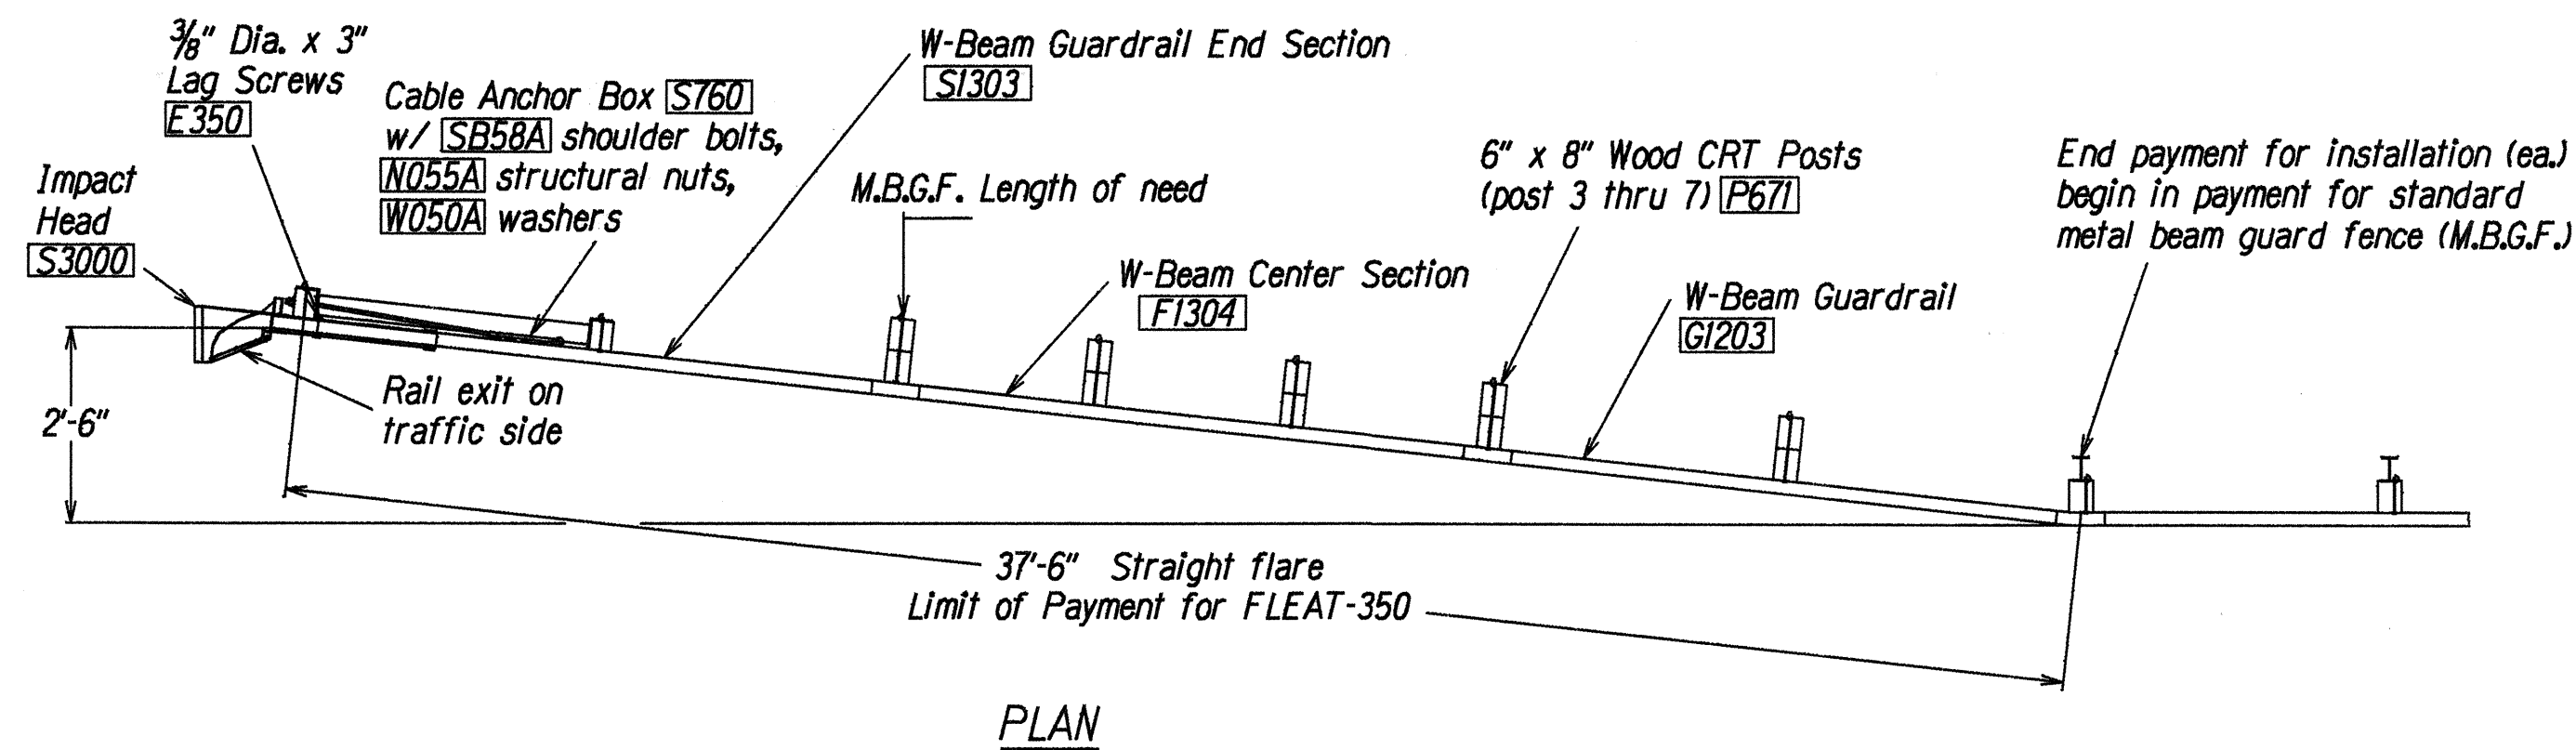 3/8" Dia. x 3"
Lag Screws
E350
Cable Anchor Box S760
w/ SB58A shoulder bolts,
N055A structural nuts,
W050A washers
W-Beam Guardrail End Section
S1303
Impact
Head
S3000
M.B.G.F. Length of need
6" x 8" Wood CRT Posts
(post 3 thru 7) P671
End payment for installation (ea.)
begin in payment for standard
metal beam guard fence (M.B.G.F.)
W-Beam Center Section
F1304
W-Beam Guardrail
G1203
Rail exit on
traffic side
2'-6"
37'-6" Straight flare
Limit of Payment for FLEAT-350
PLAN